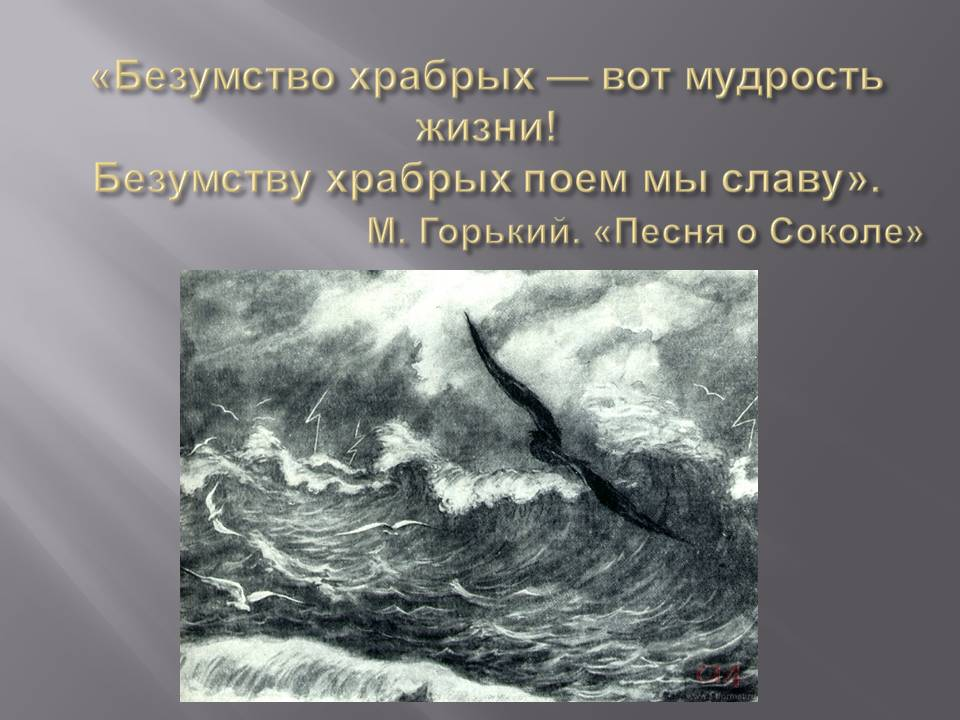 «Безумство храбрых — вот мудрость
жизни!
Безумству храбрых поем мы славу».
М. Горький. «Песня о Соколе»